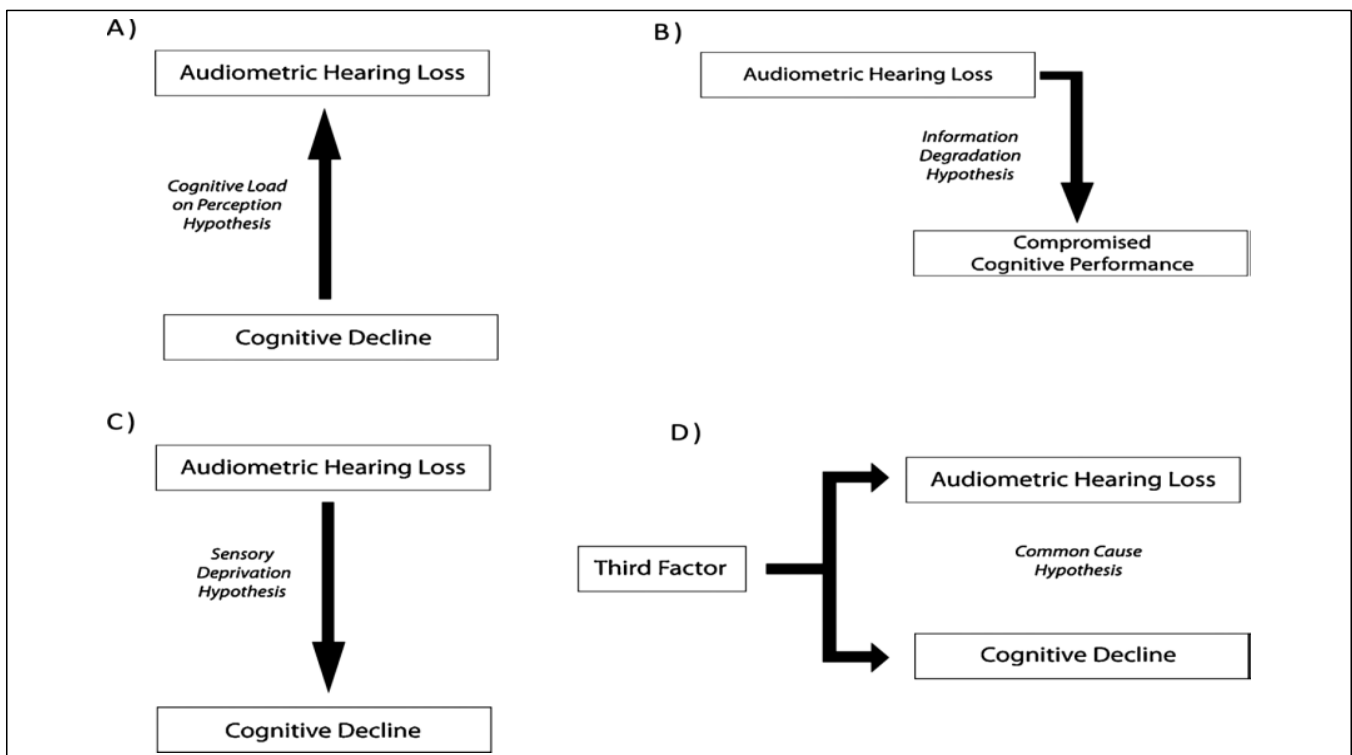 A)
Audiometric Hearing Loss
Cognitive Load
on Perception
Hypothesis
Cognitive Decline
B)
Audiometric Hearing Loss
Information
Degradation
Hypothesis
Compromised
Cognitive Performance
C)
Audiometric Hearing Loss
Sensory
Deprivation
Hypothesis
Cognitive Decline
D)
Third Factor
Audiometric Hearing Loss
Common Cause
Hypothesis
Cognitive Decline